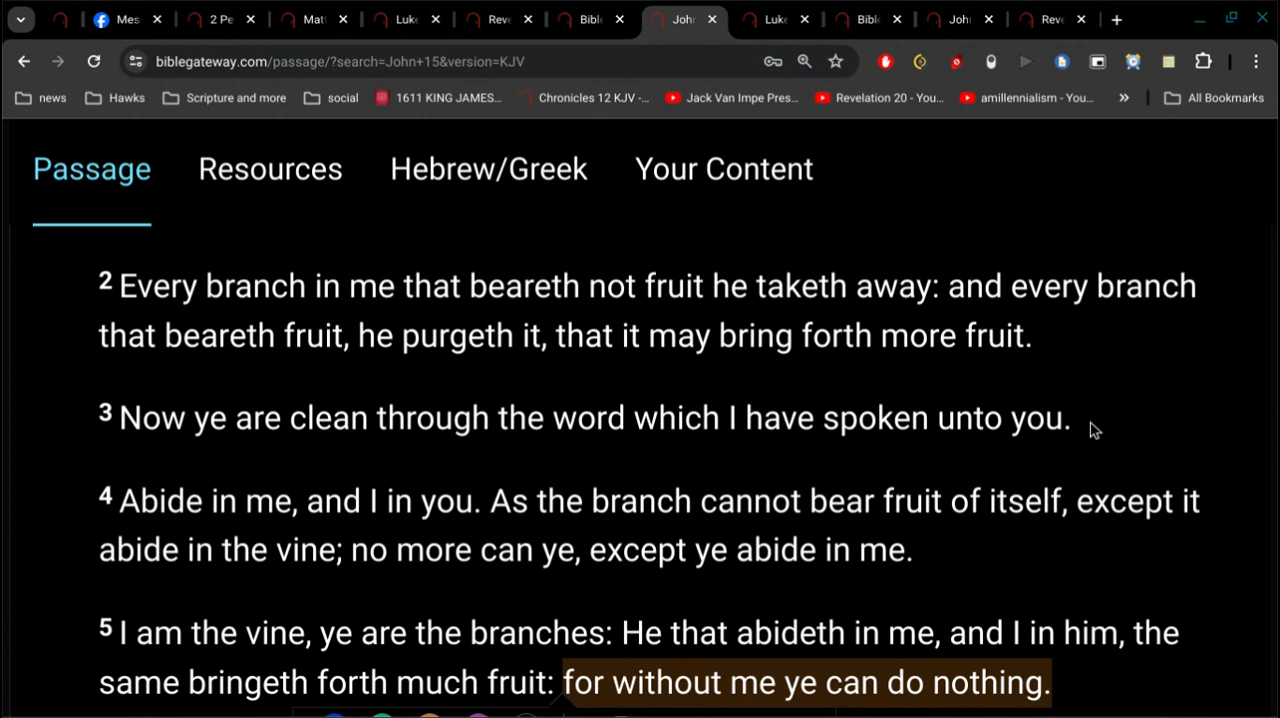 Mes
2 Pe
Matt
Luke
Reve
Bibl
Joh
Luke
Bibl
Joh
Reve
biblegateway.com/passage/?search=John+15&version=KJV
news
Hawks
Scripture and more
social
1611 KING JAMES...
Chronicles 12 KJV -...
Jack Van Impe Pres...
Revelation 20 - You...
amillennialism - You...
All Bookmarks
Passage
Resources
Hebrew/Greek
Your Content
2 Every branch in me that beareth not fruit he taketh away: and every branch
that beareth fruit, he purgeth it, that it may bring forth more fruit.
3 Now ye are clean through the word which I have spoken unto you.
4 Abide in me, and I in you. As the branch cannot bear fruit of itself, except it
abide in the vine; no more can ye, except ye abide in me.
5 I am the vine, ye are the branches: He that abideth in me, and I in him, the
same bringeth forth much fruit: for without me ye can do nothing.